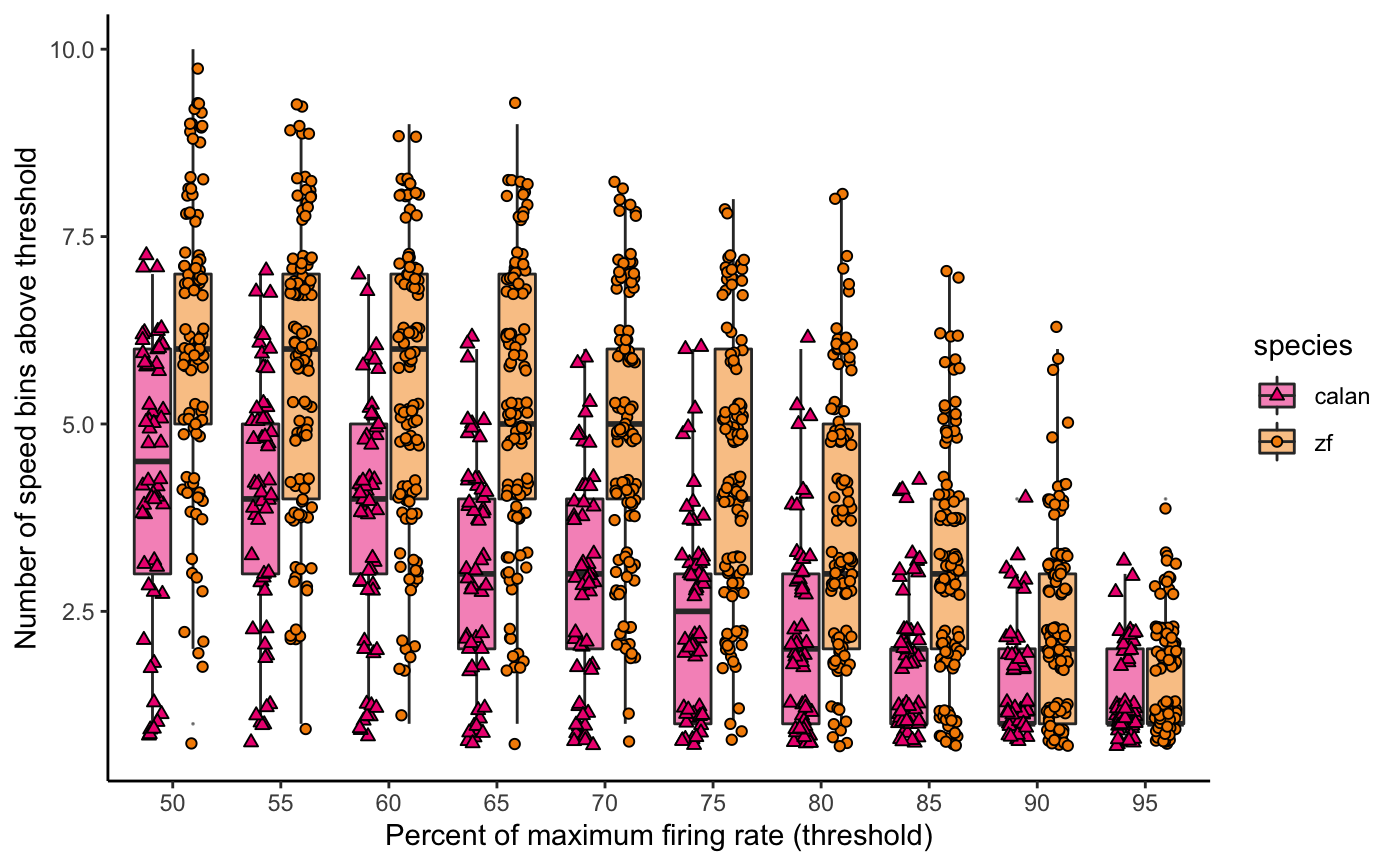 Number of speed bins above threshold
10.0
7.5
5.0
2.5
50 55 60 65 70 75 80 85 90 95
Percent of maximum firing rate (threshold)
species
calan
zf